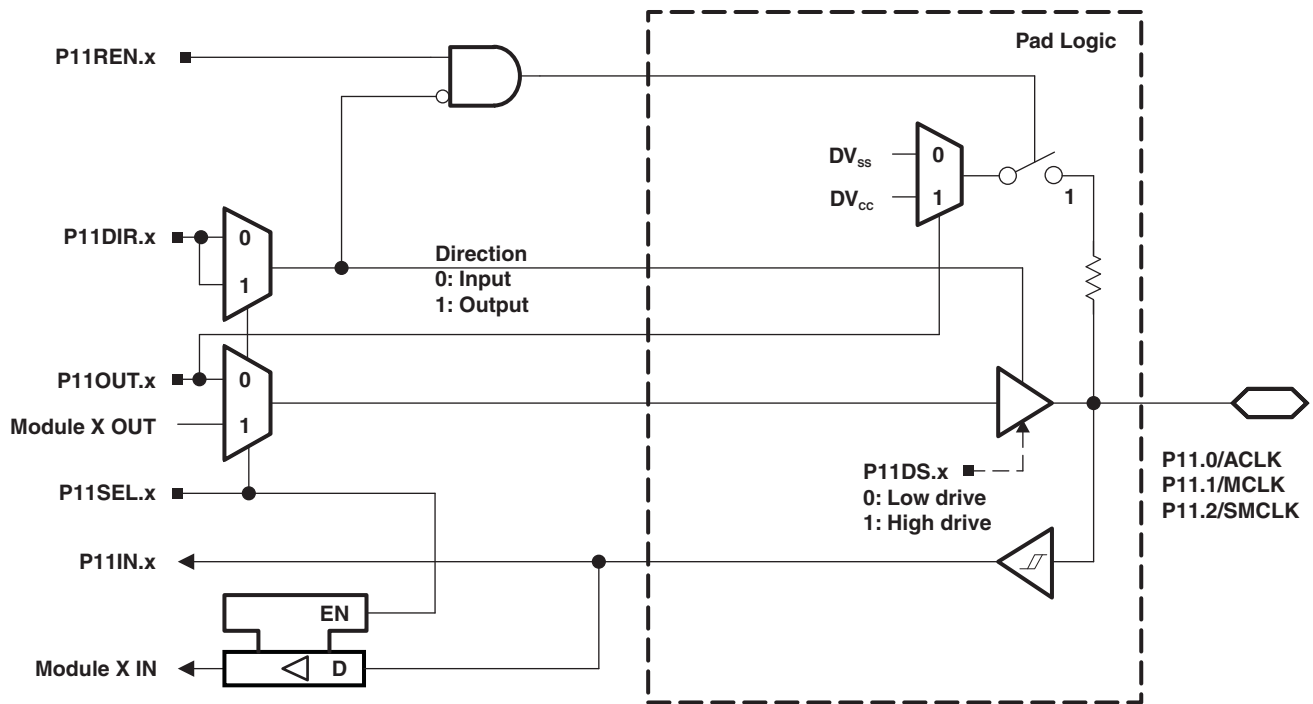 Pad Logic
P11REN.x
DVss
0
DVcc
1
1
P11DIR.x
0
1
Direction
0: Input
1: Output
P11OUT.x
0
Module X OUT
1
P11DS.x
0: Low drive
1: High drive
P11.0/ACLK
P11.1/MCLK
P11.2/SMCLK
P11SEL.x
P11IN.x
EN
Module X IN
D